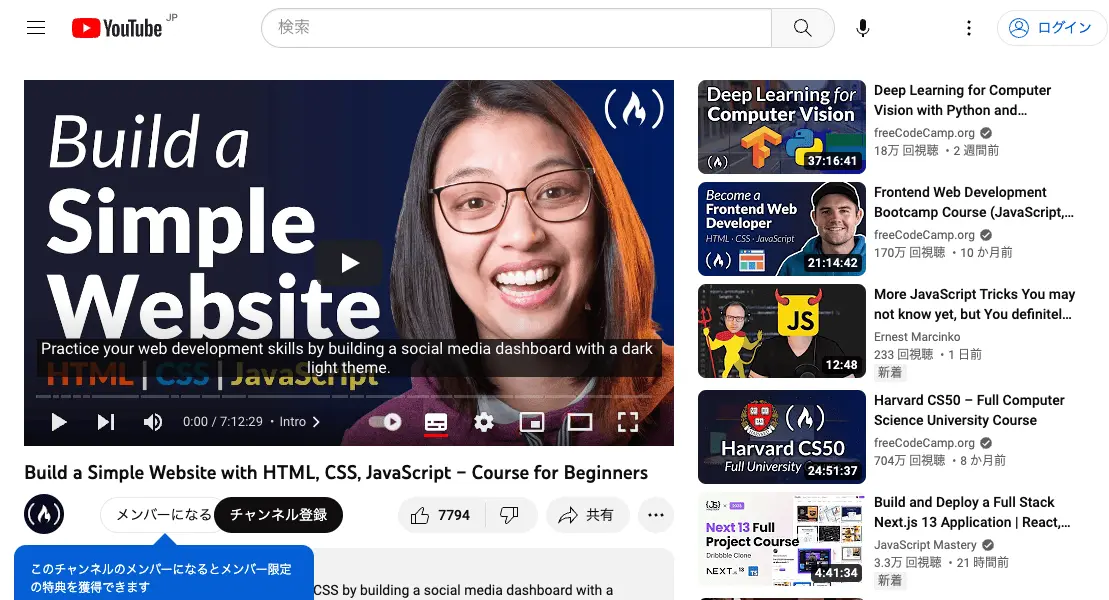 YouTube JP
検索
ログイン
Build a
Simple
Website
Practice your web development skills by building a social media dashboard with a dark
light theme.
HTML | CSS | JavaScript
0:00 / 7:12:29 • Intro
Build a Simple Website with HTML, CSS, JavaScript – Course for Beginners
メンバーになる
チャンネル登録
7794
共有
このチャンネルのメンバーになるとメンバー限定
の特典を獲得できます
CSS by building a social media dashboard with a
Deep Learning for
Computer Vision
37:16:41
Deep Learning for Computer
Vision with Python and…
freeCodeCamp.org
18万 回視聴 • 2 週間前
Become a
Frontend Web
Developer
HTML · CSS · JavaScript
21:14:42
Frontend Web Development
Bootcamp Course (JavaScript,…
freeCodeCamp.org
170万 回視聴 • 10 か月前
JS
12:48
More JavaScript Tricks You may
not know yet, but You definitel…
Ernest Marcinko
233 回視聴 • 1 日前
新着
Harvard CS50
Full University
24:51:37
Harvard CS50 – Full Computer
Science University Course
freeCodeCamp.org
704万 回視聴 • 8 か月前
{JS} × 2023
Next 13 Full
Project Course
Dribbble Clone
NEXT.JS 13 TS
4:41:34
Build and Deploy a Full Stack
Next.js 13 Application | React,…
JavaScript Mastery
3.3万 回視聴 • 21 時間前
新着